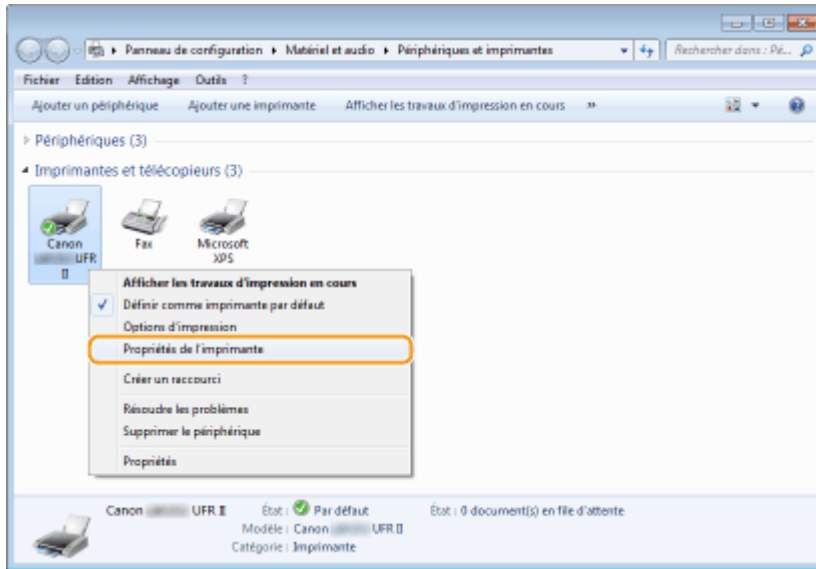 Panneau de configuration ▸ Matériel et audio ▸ Périphériques et imprimantes
Rechercher dans : Pé...
Fichier Edition Affichage Outils ?
Ajouter un périphérique Ajouter une imprimante Afficher les travaux d'impression en cours »
Périphériques (3)
Imprimantes et télécopieurs (3)
Canon
UFR
II
Fax
Microsoft
XPS
Afficher les travaux d'impression en cours
Définir comme imprimante par défaut
Options d'impression
Propriétés de l'imprimante
Créer un raccourci
Résoudre les problèmes
Supprimer le périphérique
Propriétés
Canon UFR II État : Par défaut État : 0 document(s) en file d'attente
Modèle : Canon UFR II
Catégorie : Imprimante